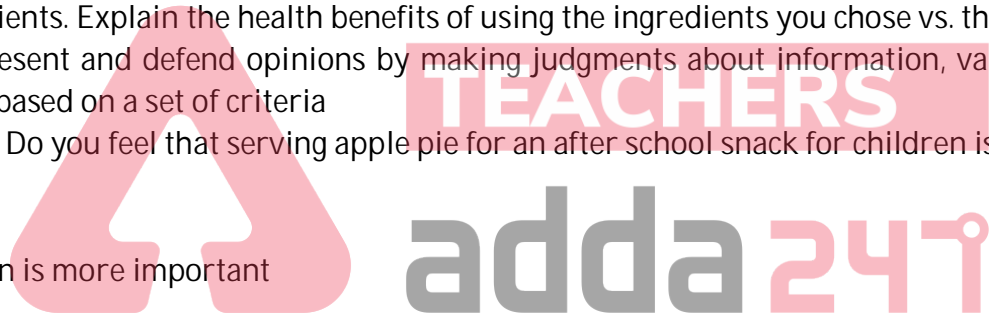 ients. Explain the health benefits of using the ingredients you chose vs. th
esent and defend opinions by making judgments about information, va
based on a set of criteria
TEACHERS
Do you feel that serving apple pie for an after school snack for children is
n is more important
adda247